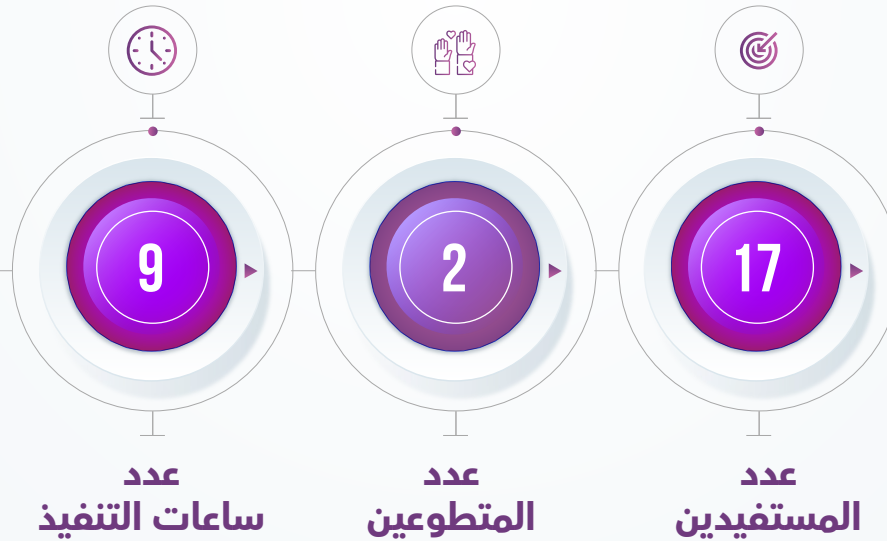 17
عدد
المستفيدين
2
عدد
المتطوعين
9
عدد
ساعات التنفيذ